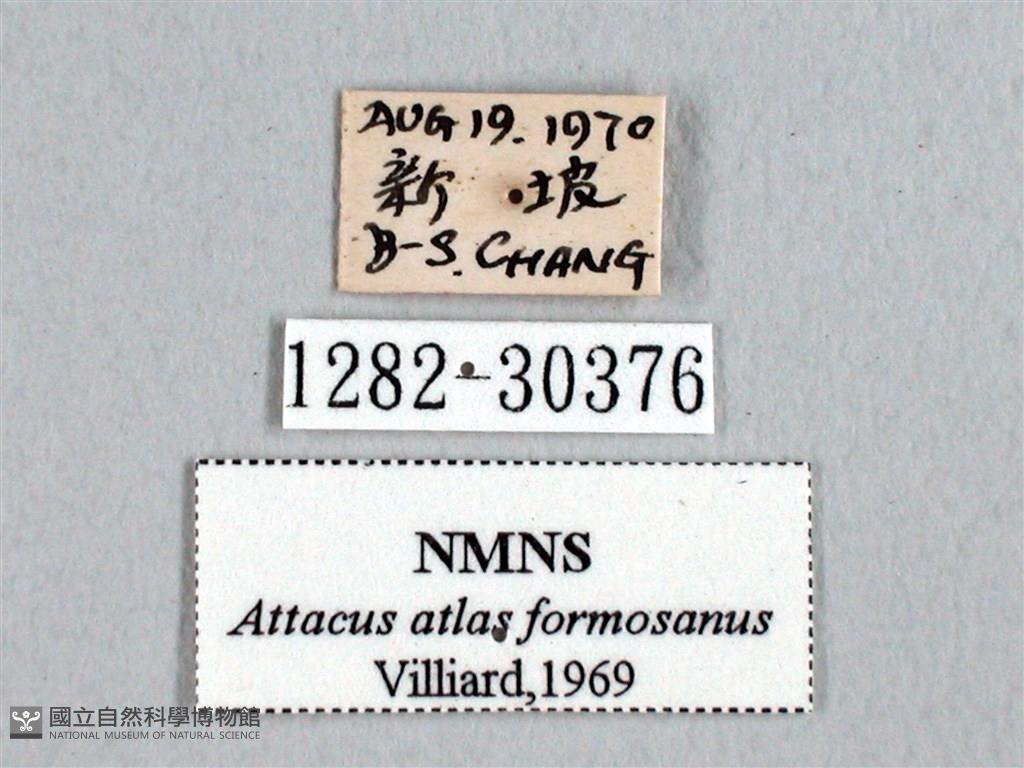 AUG 19. 1970
新坡
B-S. CHANG
1282-30376
NMNS
Attacus atlas formosanus
Villiard,1969
國立自然科學博物館
NATIONAL MUSEUM OF NATURAL SCIENCE